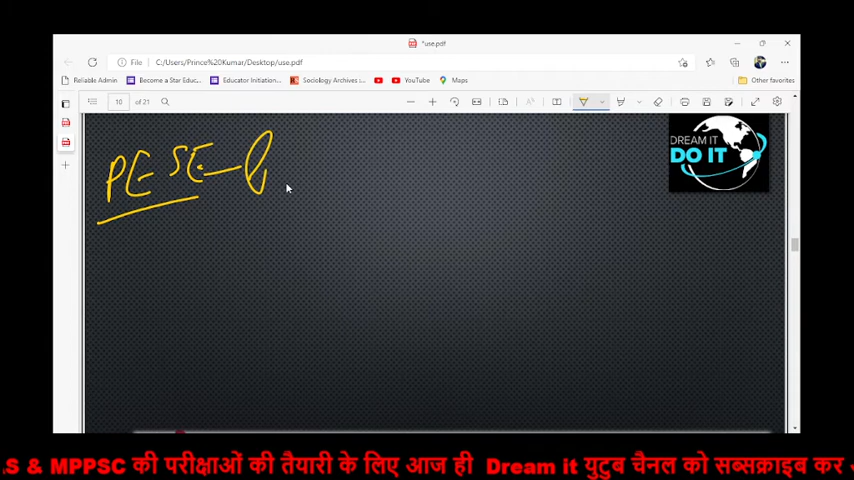 *use.pdf
File C:/Users/Prince%20Kumar/Desktop/use.pdf
Reliable Admin Become a Star Educ... Educator Initiation... Sociology Archives :... YouTube Maps Other favorites
10 of 21
DREAM IT
DO IT
PE SE
S & MPPSC की परीक्षाओं की तैयारी के लिए आज ही Dream it युटुब चैनल को सब्सक्राइब कर